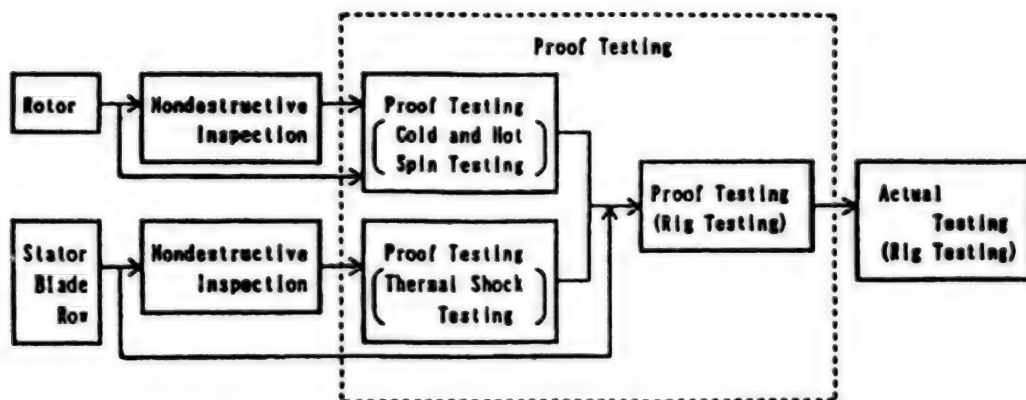 Proof Testing
Rotor
Nondestructive
Inspection
Proof Testing
(Cold and Hot
Spin Testing)
Proof Testing
(Rig Testing)
Actual
Testing
(Rig Testing)
Stator
Blade
Row
Nondestructive
Inspection
Proof Testing
(Thermal Shock
Testing)